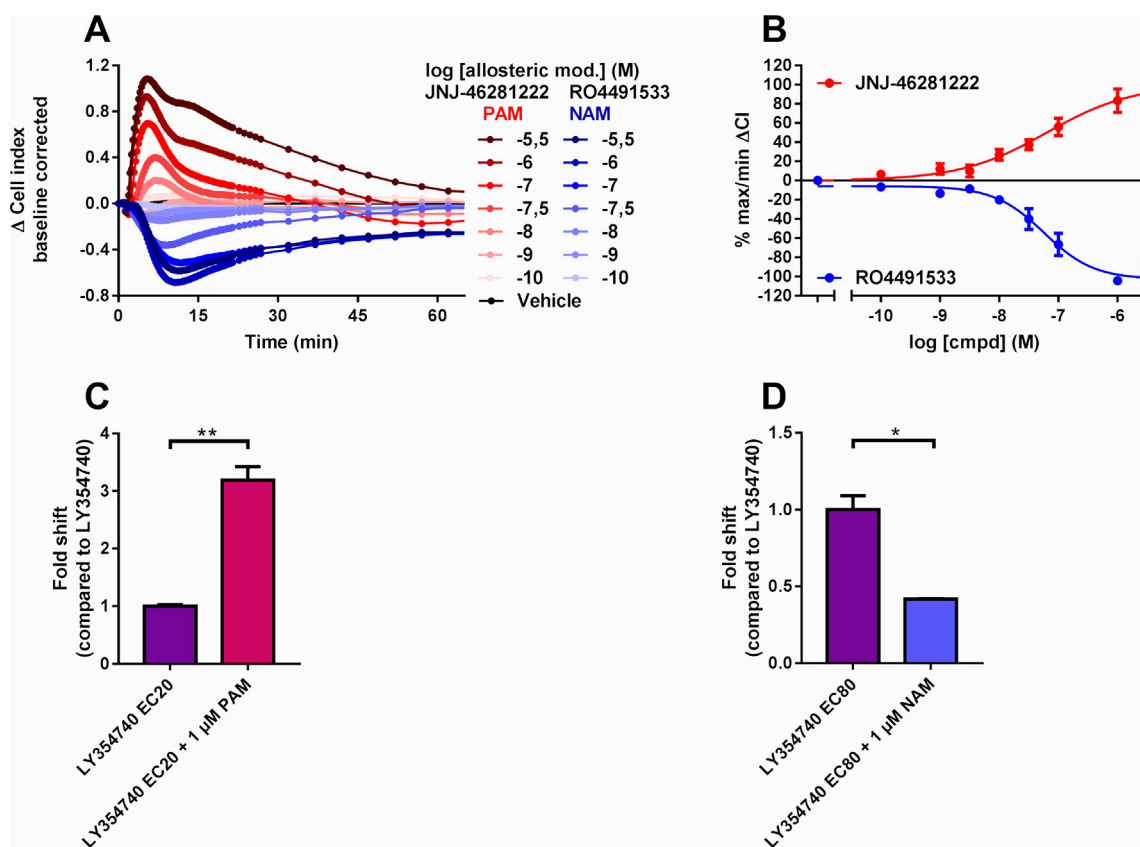 A
Δ Cell index
baseline corrected
1.2
0.8
0.4
0.0
-0.4
-0.8
0
15
30
45
60
Time (min)
log [allosteric mod.] (M)
JNJ-46281222 RO4491533
PAM NAM
-5,5 -5,5
-6 -6
-7 -7
-7,5 -7,5
-8 -8
-9 -9
-10 -10
Vehicle
B
% max/min ΔCI
120
100
80
60
40
20
0
-20
-40
-60
-80
-100
-120
JNJ-46281222
RO4491533
-10
-9
-8
-7
-6
log [cmpd] (M)
C
Fold shift
(compared to LY354740)
4
3
2
1
0
**
LY354740 EC20
LY354740 EC20 + 1 µM PAM
D
Fold shift
(compared to LY354740)
1.5
1.0
0.5
0.0
*
LY354740 EC80
LY354740 EC80 + 1 µM NAM